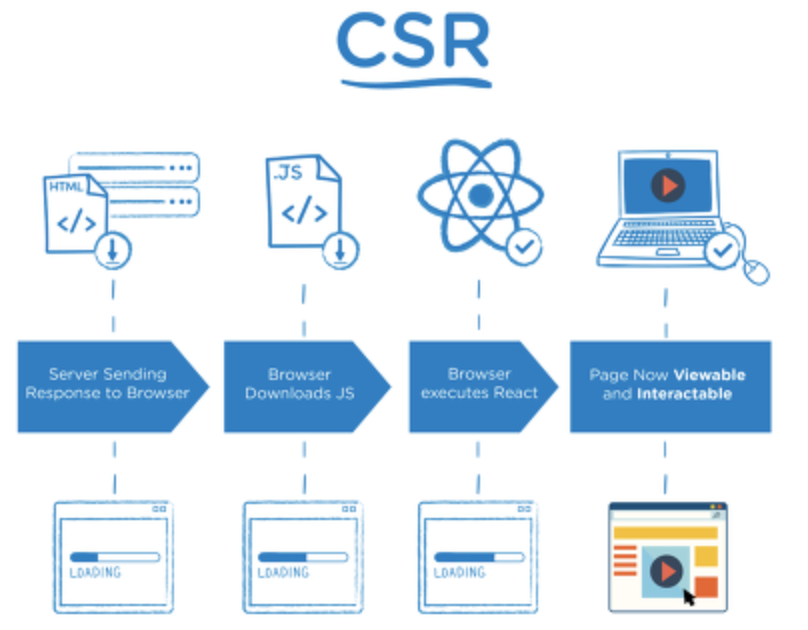 CSR
HTML
</>
.JS
</>
Server Sending
Response to Browser
Browser
Downloads JS
Browser
executes React
Page Now Viewable
and Interactable
LOADING
LOADING
LOADING